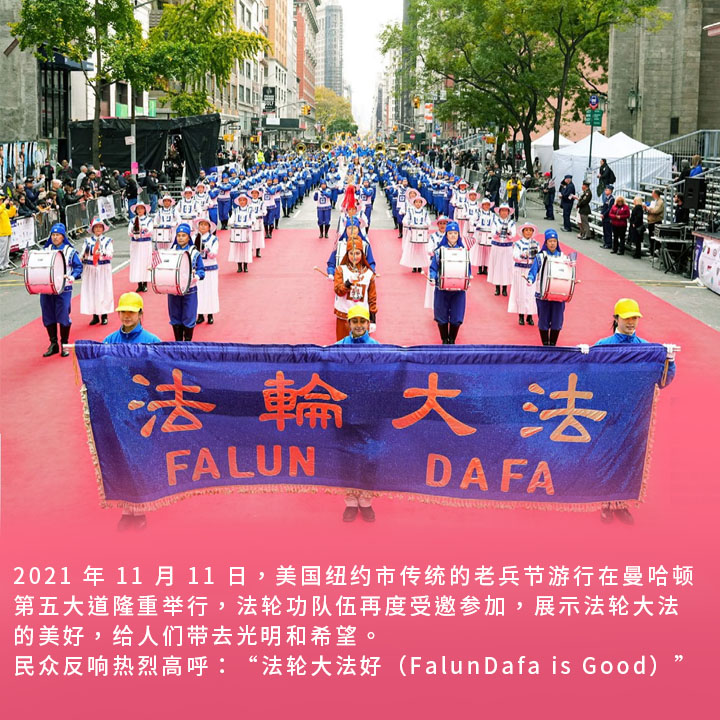 法輪大法
FALUN DAFA
2021 年 11 月 11 日，美国纽约市传统的老兵节游行在曼哈顿
第五大道隆重举行，法轮功队伍再度受邀参加，展示法轮大法
的美好，给人们带去光明和希望。
民众反响热烈高呼：“法轮大法好（FalunDafa is Good）”